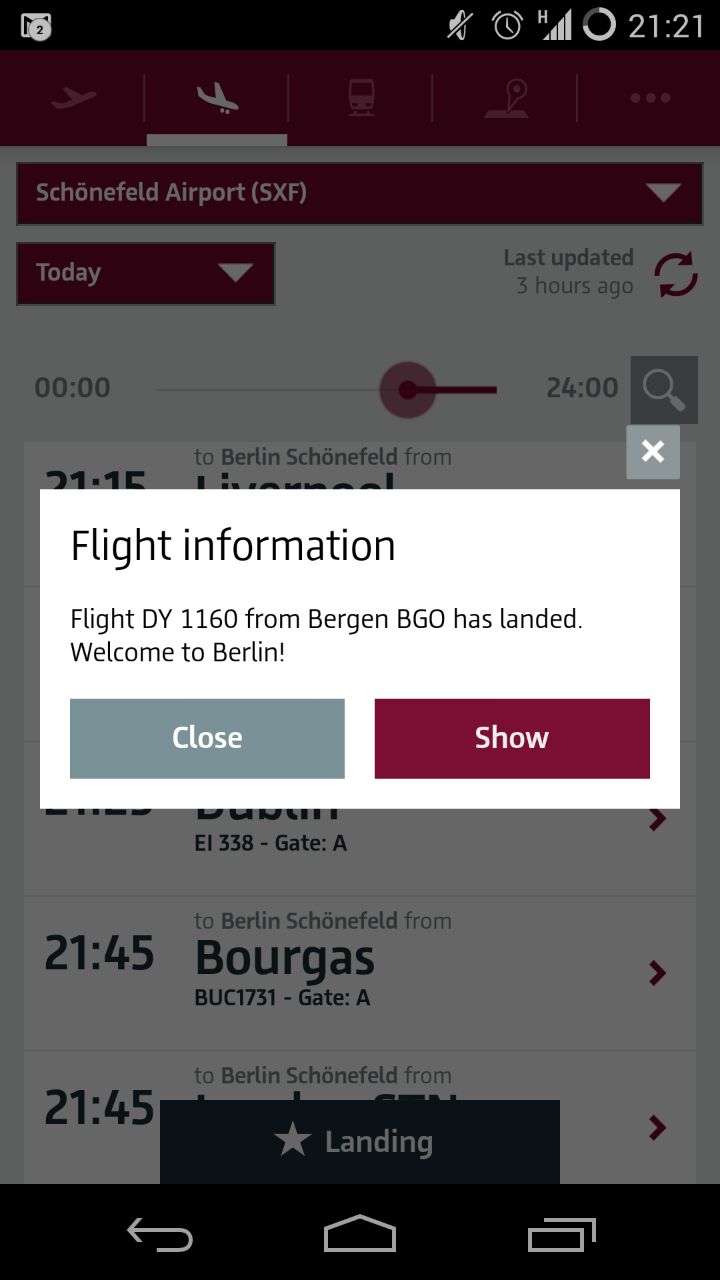 2
H
21:21
Schönefeld Airport (SXF)
Today
Last updated
3 hours ago
00:00
24:00
to Berlin Schönefeld from
21:15
Liverpool
Flight information
Flight DY 1160 from Bergen BGO has landed.
Welcome to Berlin!
Close
Show
Dublin
EI 338 - Gate: A
to Berlin Schönefeld from
21:45
Bourgas
BUC1731 - Gate: A
to Berlin Schönefeld from
21:45
London STN
Landing